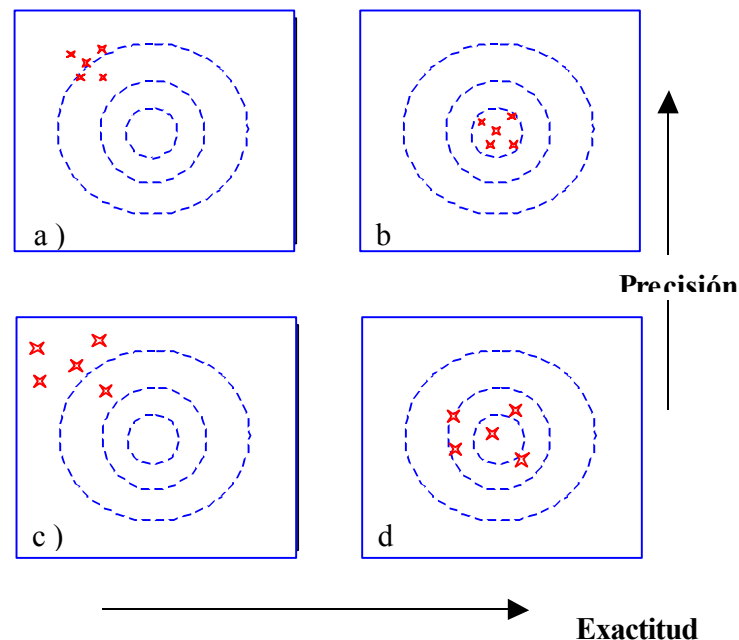 a )
b
Precisión
c )
d
Exactitud